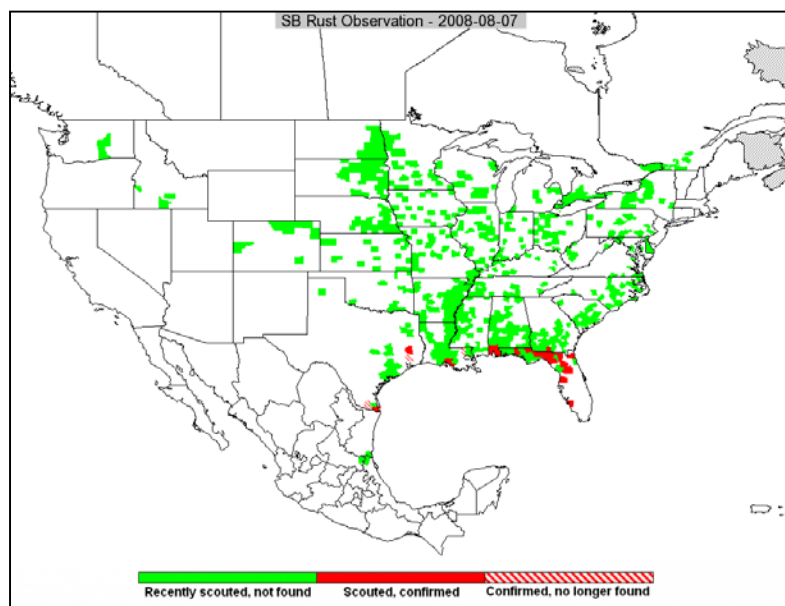 SB Rust Observation - 2008-08-07
Recently scouted, not found
Scouted, confirmed
Confirmed, no longer found